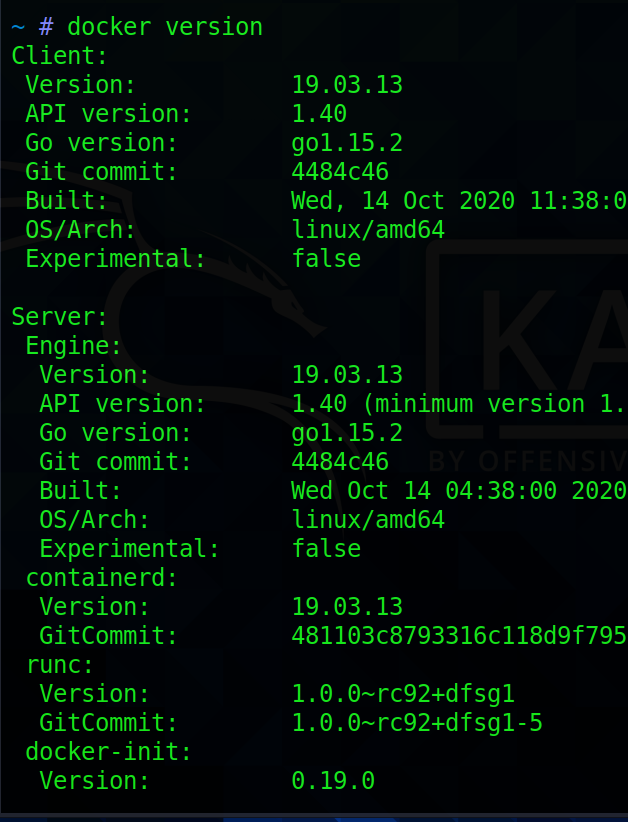 ~ # docker version
Client:
 Version:           19.03.13
 API version:       1.40
 Go version:        go1.15.2
 Git commit:        4484c46
 Built:             Wed, 14 Oct 2020 11:38:0
 OS/Arch:           linux/amd64
 Experimental:      false

Server:
 Engine:
  Version:          19.03.13
  API version:      1.40 (minimum version 1.
  Go version:       go1.15.2
  Git commit:       4484c46
  Built:            Wed Oct 14 04:38:00 2020
  OS/Arch:          linux/amd64
  Experimental:     false
 containerd:
  Version:          19.03.13
  GitCommit:        481103c8793316c118d9f795
 runc:
  Version:          1.0.0~rc92+dfsg1
  GitCommit:        1.0.0~rc92+dfsg1-5
 docker-init:
  Version:          0.19.0
KA
BY OFFENSIV